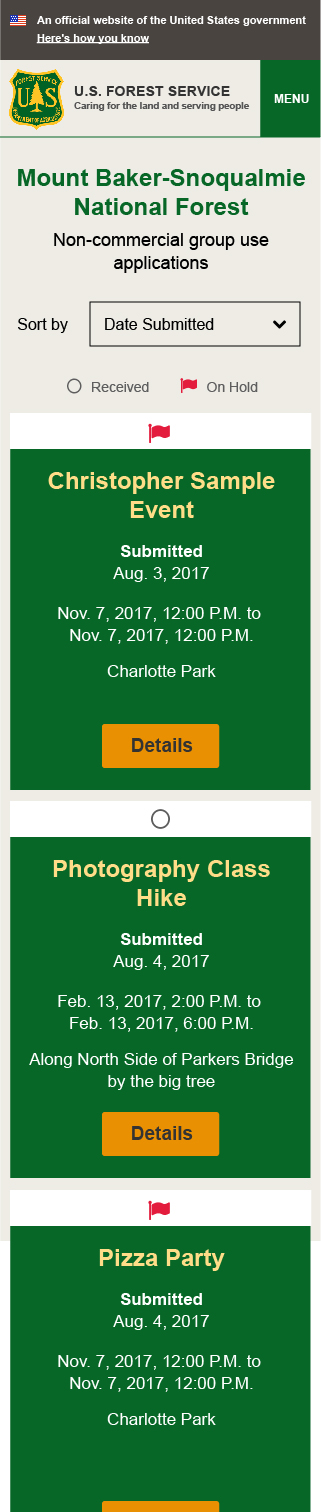 An official website of the United States government
Here's how you know
FOREST SERVICE
U.S. FOREST SERVICE
UAS
Caring for the land and serving people
DEPARTMENT OF AGRICULTURE
MENU
Mount Baker-Snoqualmie
National Forest
Non-commercial group use
applications
Sort by
Date Submitted
Received
On Hold
Christopher Sample
Event
Submitted
Aug. 3, 2017
Nov. 7, 2017, 12:00 P.M. to
Nov. 7, 2017, 12:00 P.M.
Charlotte Park
Details
Photography Class
Hike
Submitted
Aug. 4, 2017
Feb. 13, 2017, 2:00 P.M. to
Feb. 13, 2017, 6:00 P.M.
Along North Side of Parkers Bridge
by the big tree
Details
Pizza Party
Submitted
Aug. 4, 2017
Nov. 7, 2017, 12:00 P.M. to
Nov. 7, 2017, 12:00 P.M.
Charlotte Park